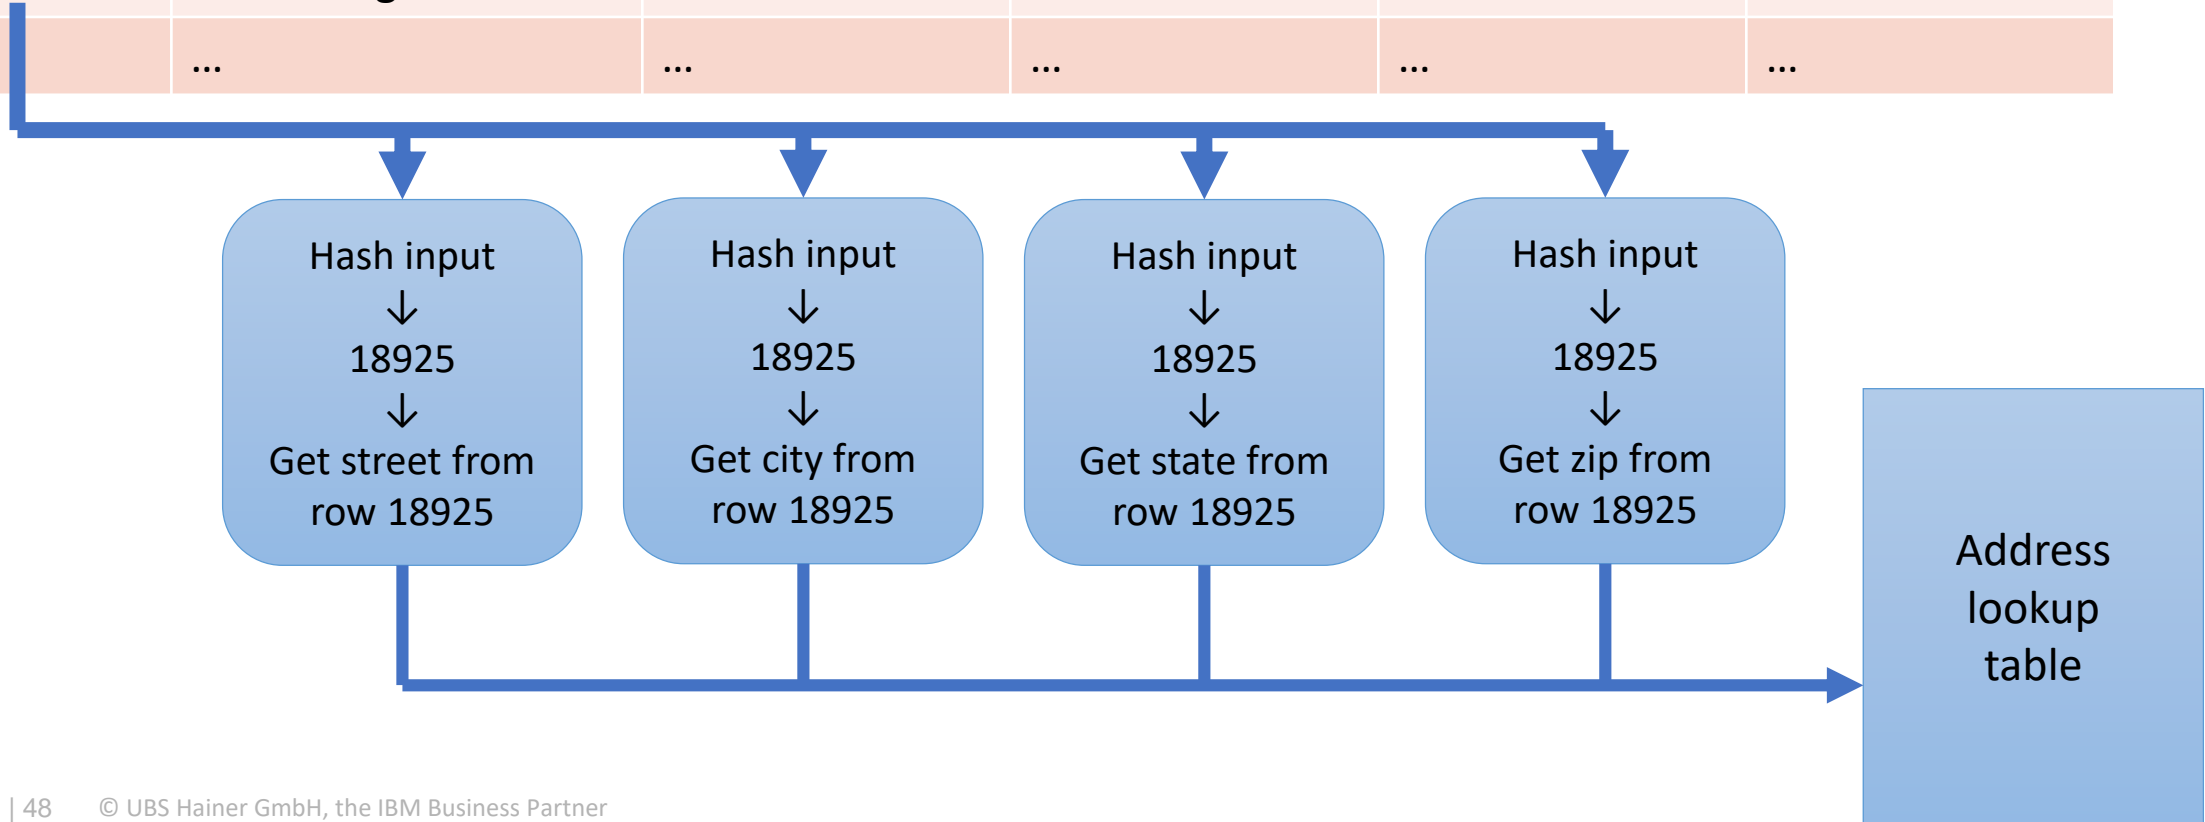 ... ... ... ... ...
Hash input
↓
18925
↓
Get street from
row 18925
Hash input
↓
18925
↓
Get city from
row 18925
Hash input
↓
18925
↓
Get state from
row 18925
Hash input
↓
18925
↓
Get zip from
row 18925
Address
lookup
table
| 48 © UBS Hainer GmbH, the IBM Business Partner